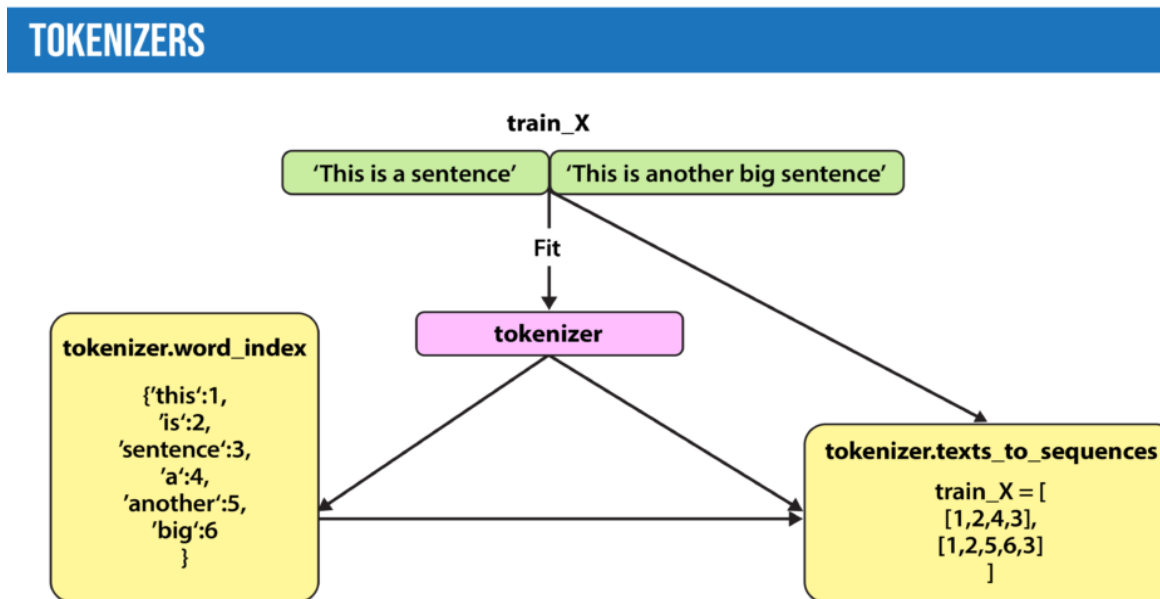 TOKENIZERS
train_X
‘This is a sentence’
‘This is another big sentence’
Fit
tokenizer
tokenizer.word_index
{’this‘:1,
’is‘:2,
’sentence‘:3,
’a‘:4,
’another‘:5,
’big‘:6
}
tokenizer.texts_to_sequences
train_X = [
[1,2,4,3],
[1,2,5,6,3]
]